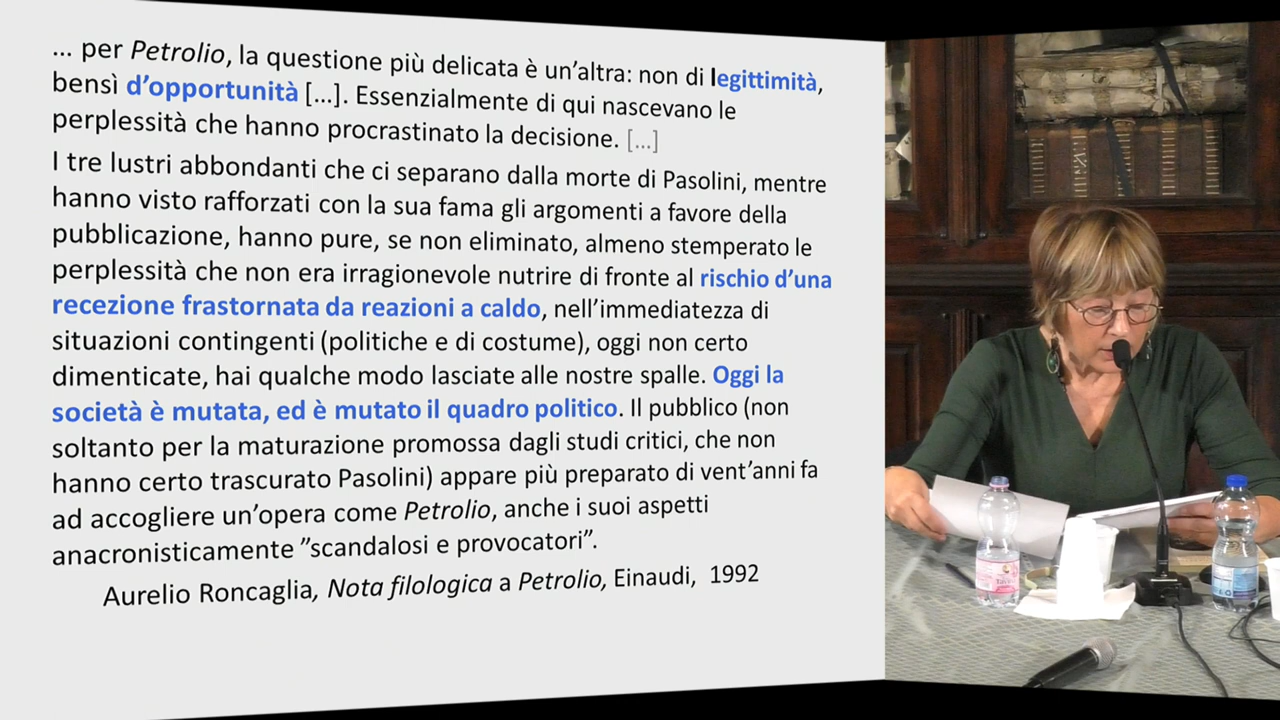 ... per Petrolio, la questione più delicata è un'altra: non di legittimità,
bensì d'opportunità [...]. Essenzialmente di qui nascevano le
perplessità che hanno procrastinato la decisione. [...]
I tre lustri abbondanti che ci separano dalla morte di Pasolini, mentre
hanno visto rafforzati con la sua fama gli argomenti a favore della
pubblicazione, hanno pure, se non eliminato, almeno stemperato le
perplessità che non era irragionevole nutrire di fronte al rischio d'una
recezione frastornata da reazioni a caldo, nell'immediatezza di
situazioni contingenti (politiche e di costume), oggi non certo
dimenticate, hai qualche modo lasciate alle nostre spalle. Oggi la
società è mutata, ed è mutato il quadro politico. Il pubblico (non
soltanto per la maturazione promossa dagli studi critici, che non
hanno certo trascurato Pasolini) appare più preparato di vent'anni fa
ad accogliere un'opera come Petrolio, anche i suoi aspetti
anacronisticamente "scandalosi e provocatori".
Aurelio Roncaglia, Nota filologica a Petrolio, Einaudi, 1992